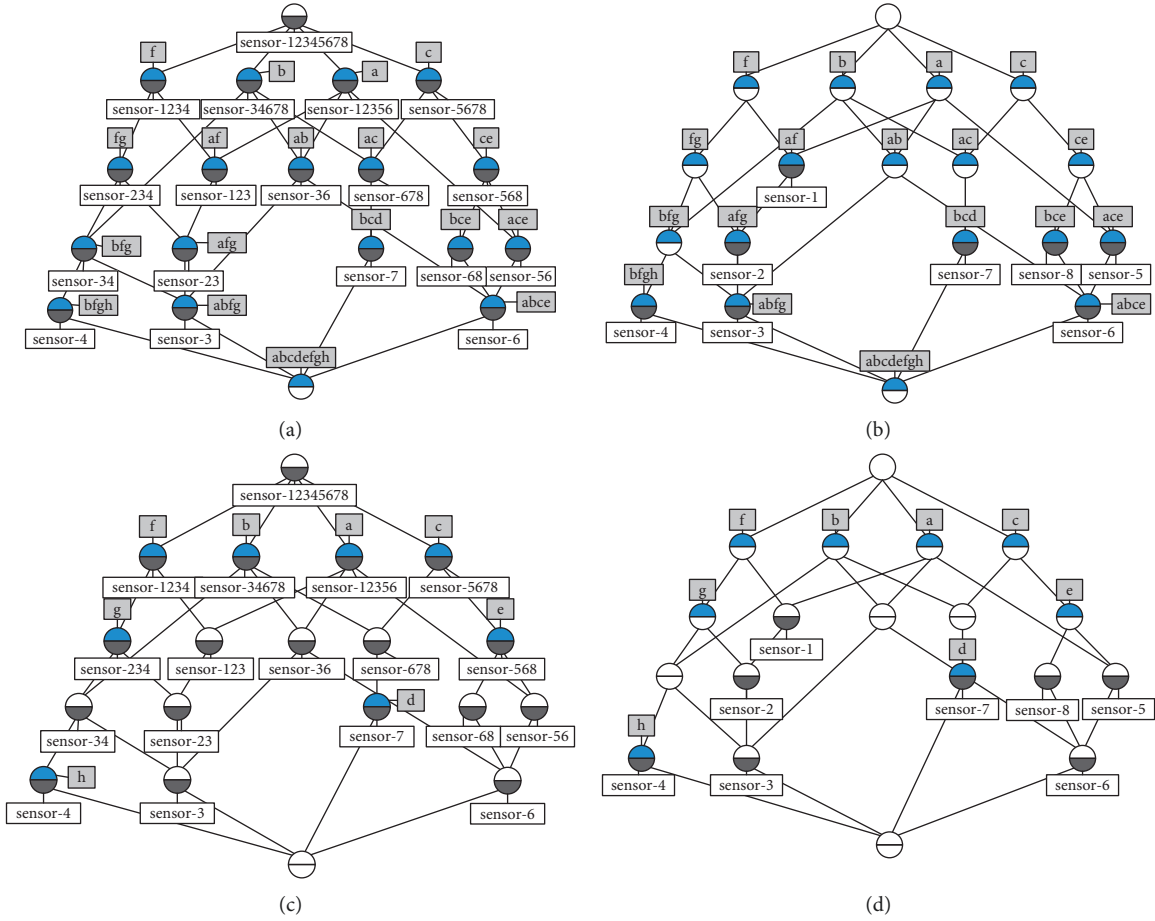 sensor-12345678
f
b
a
c
sensor-1234
sensor-34678
sensor-12356
sensor-5678
fg
af
ab
ac
ce
sensor-234
sensor-123
sensor-36
sensor-678
sensor-568
bfg
afg
bcd
bce
ace
sensor-34
sensor-23
sensor-7
sensor-68
sensor-56
bfgh
abfg
abce
sensor-4
sensor-3
sensor-6
abcdefgh
(a)
f
b
a
c
fg
af
ab
ac
ce
sensor-1
bfg
afg
bcd
bce
ace
sensor-2
sensor-7
sensor-8
sensor-5
bfgh
abfg
abce
sensor-4
sensor-3
sensor-6
abcdefgh
(b)
sensor-12345678
f
b
a
c
sensor-1234
sensor-34678
sensor-12356
sensor-5678
g
e
sensor-234
sensor-123
sensor-36
sensor-678
sensor-568
d
sensor-34
sensor-23
sensor-7
sensor-68
sensor-56
h
sensor-4
sensor-3
sensor-6
(c)
f
b
a
c
g
e
sensor-1
d
sensor-2
sensor-7
sensor-8
sensor-5
h
sensor-4
sensor-3
sensor-6
(d)